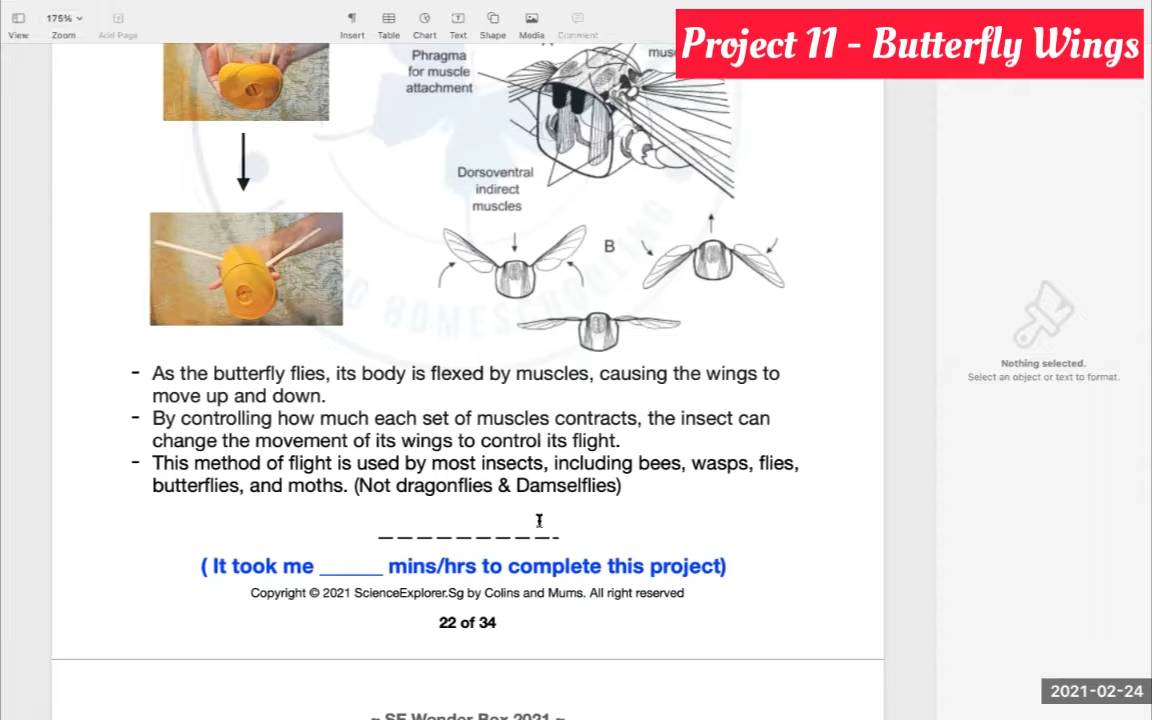 175%
View
Zoom
Add Page
Insert
Table
Chart
Text
Shape
Media
Comment
Project 11 - Butterfly Wings
Phragma
for muscle
attachment
Dorsoventral
indirect
muscles
B
HOMESCHOOLING
- As the butterfly flies, its body is flexed by muscles, causing the wings to
move up and down.
- By controlling how much each set of muscles contracts, the insect can
change the movement of its wings to control its flight.
- This method of flight is used by most insects, including bees, wasps, flies,
butterflies, and moths. (Not dragonflies & Damselflies)
_ _ _ _ _ _ _ _ _ -
( It took me ______ mins/hrs to complete this project)
Copyright © 2021 ScienceExplorer.Sg by Colins and Mums. All right reserved
22 of 34
~ SE Wonder Box 2021 ~
Nothing selected.
Select an object or text to format.
2021-02-24